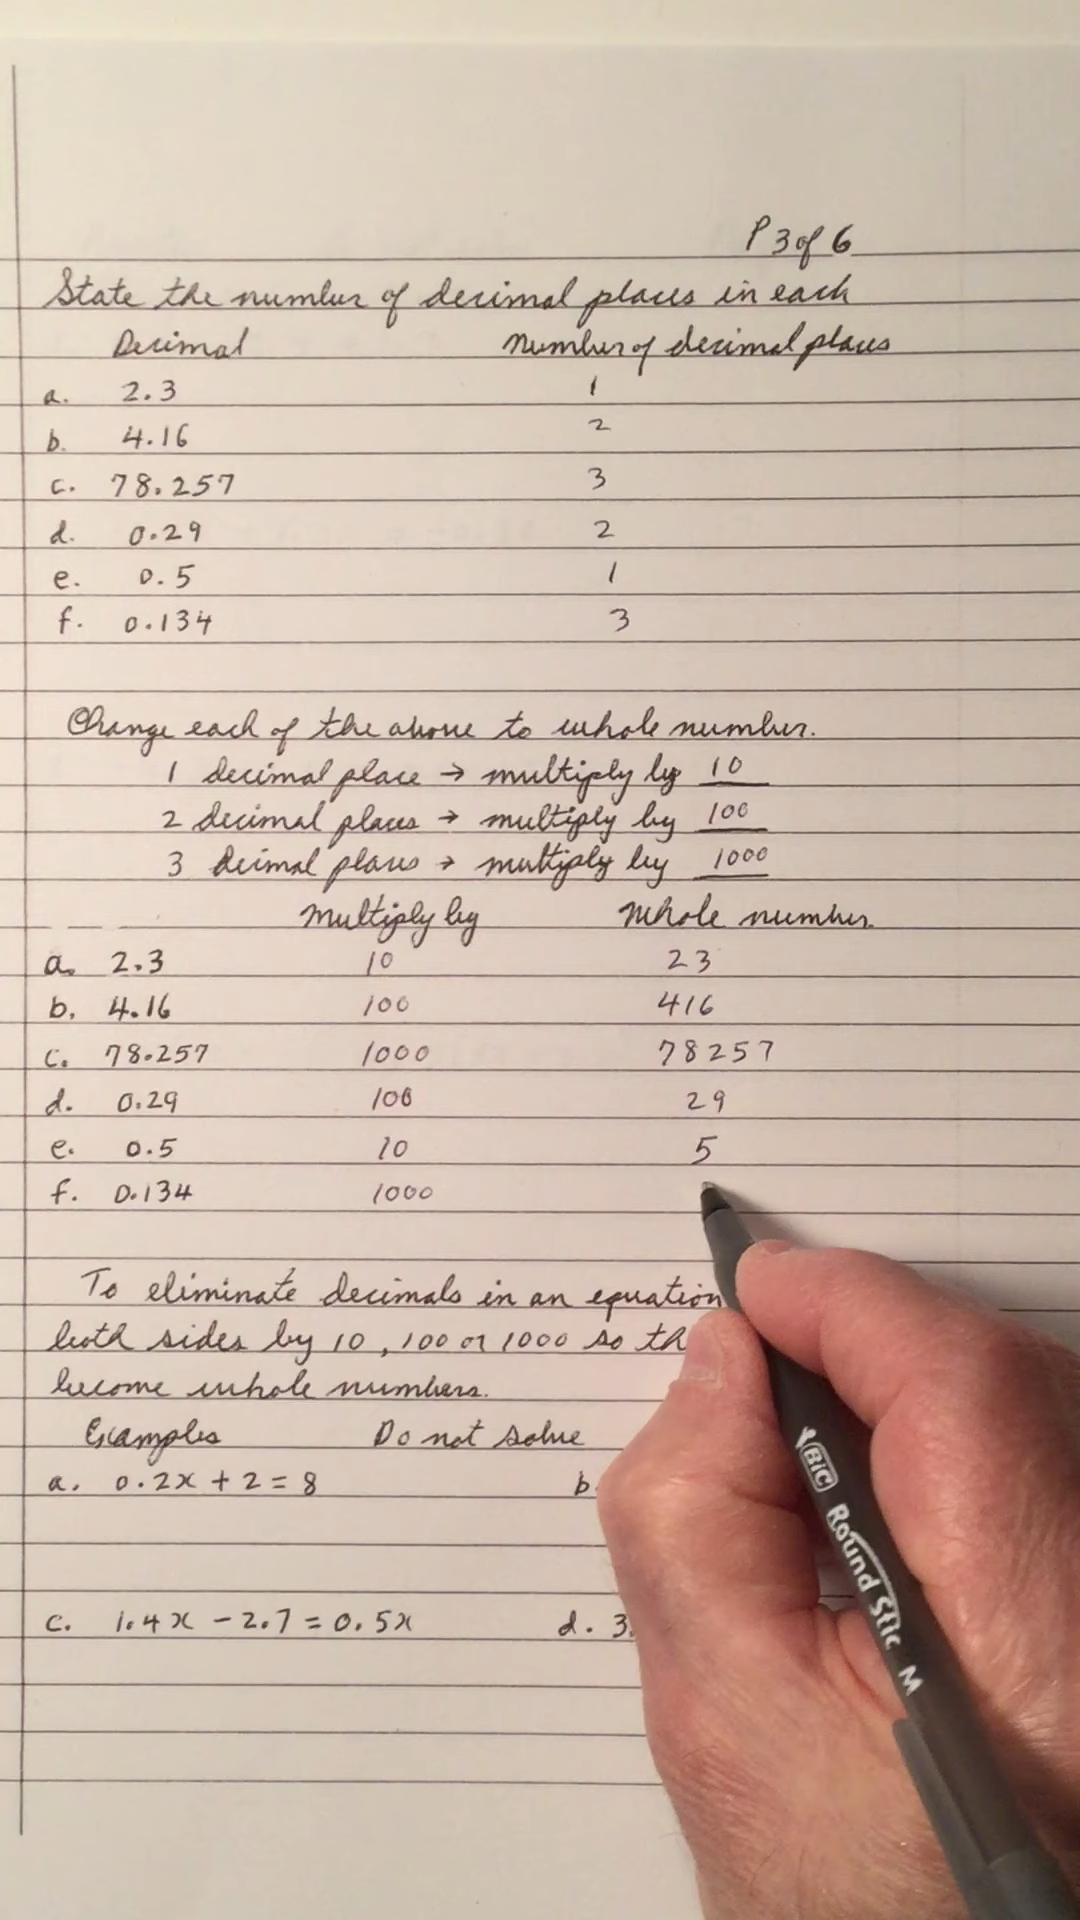 P 3 of 6
State the number of decimal places in each
Decimal Number of decimal places
a. 2.3 1
b. 4.16 2
c. 78.257 3
d. 0.29 2
e. 0.5 1
f. 0.134 3
Change each of the above to whole number.
1 decimal place → multiply by 10
2 decimal places → multiply by 100
3 decimal places → multiply by 1000
Multiply by Whole number
a. 2.3 10 23
b. 4.16 100 416
c. 78.257 1000 78257
d. 0.29 100 29
e. 0.5 10 5
f. 0.134 1000
To eliminate decimals in an equation
both sides by 10, 100 or 1000 so
become whole numbers.
Examples Do not solve
a. 0.2x + 2 = 8 b.
c. 1.4x - 2.7 = 0.5x d. 3.
BIC Round Stic M